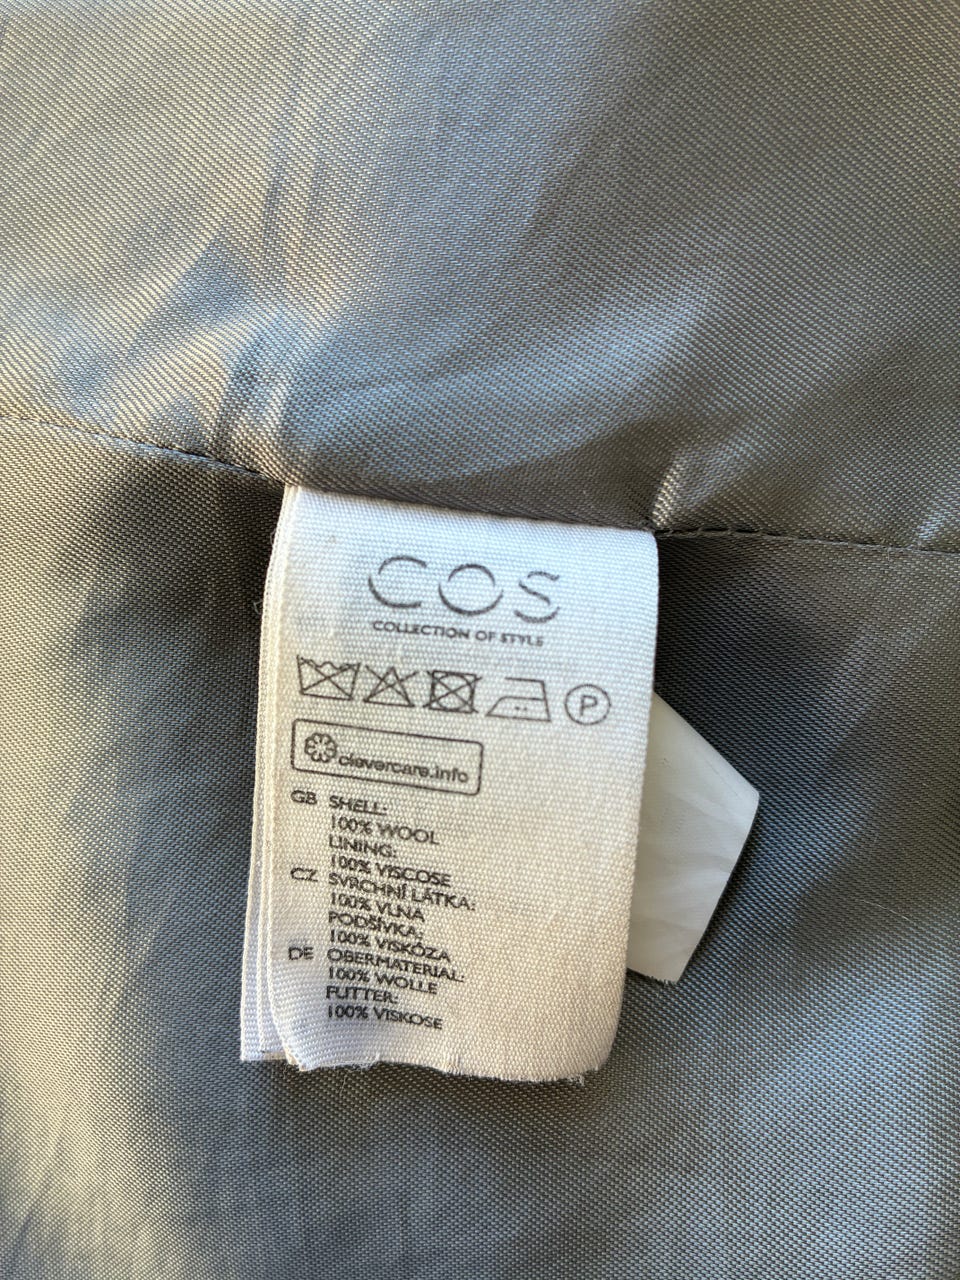 COS
COLLECTION OF STYLE
P
clevercare.info
GB SHELL:
100% WOOL
LINING:
100% VISCOSE
CZ SVRCHNÍ LÁTKA:
100% VLNA
PODŠÍVKA:
100% VISKÓZA
DE OBERMATERIAL:
100% WOLLE
FUTTER:
100% VISKOSE